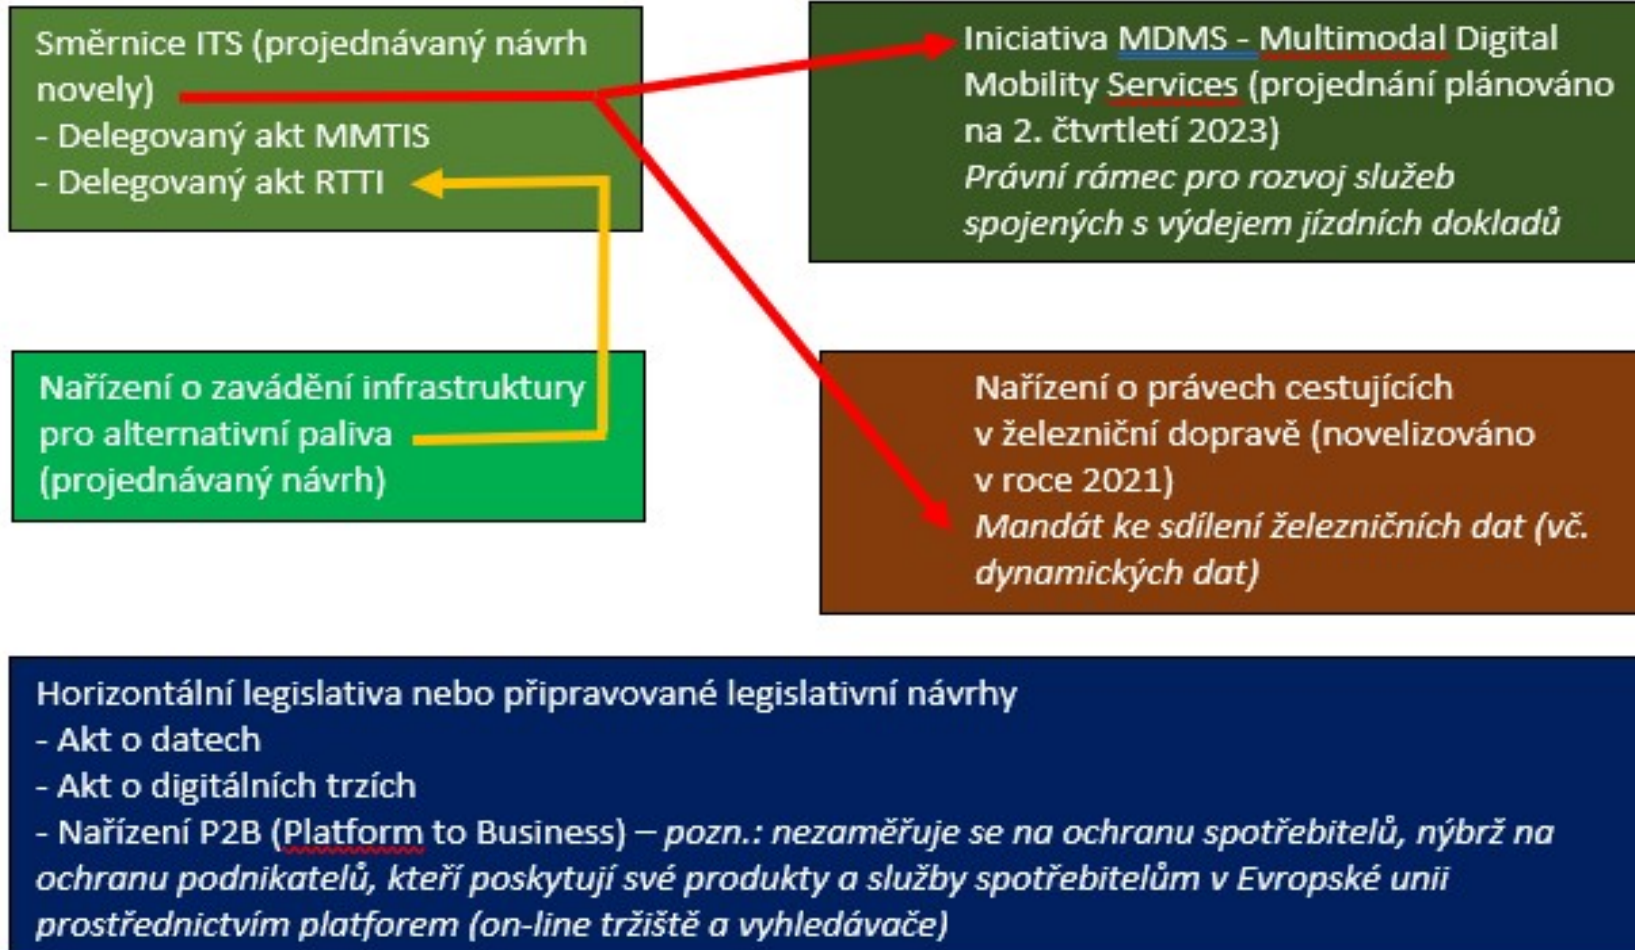 Směrnice ITS (projednávaný návrh
novely)
- Delegovaný akt MMTIS
- Delegovaný akt RTTI
Iniciativa MDMS - Multimodal Digital
Mobility Services (projednání plánováno
na 2. čtvrtletí 2023)
Právní rámec pro rozvoj služeb
spojených s výdejem jízdních dokladů
Nařízení o zavádění infrastruktury
pro alternativní paliva
(projednávaný návrh)
Nařízení o právech cestujících
v železniční dopravě (novelizováno
v roce 2021)
Mandát ke sdílení železničních dat (vč.
dynamických dat)
Horizontální legislativa nebo připravované legislativní návrhy
- Akt o datech
- Akt o digitálních trzích
- Nařízení P2B (Platform to Business) – pozn.: nezaměřuje se na ochranu spotřebitelů, nýbrž na
ochranu podnikatelů, kteří poskytují své produkty a služby spotřebitelům v Evropské unii
prostřednictvím platforem (on-line tržiště a vyhledávače)